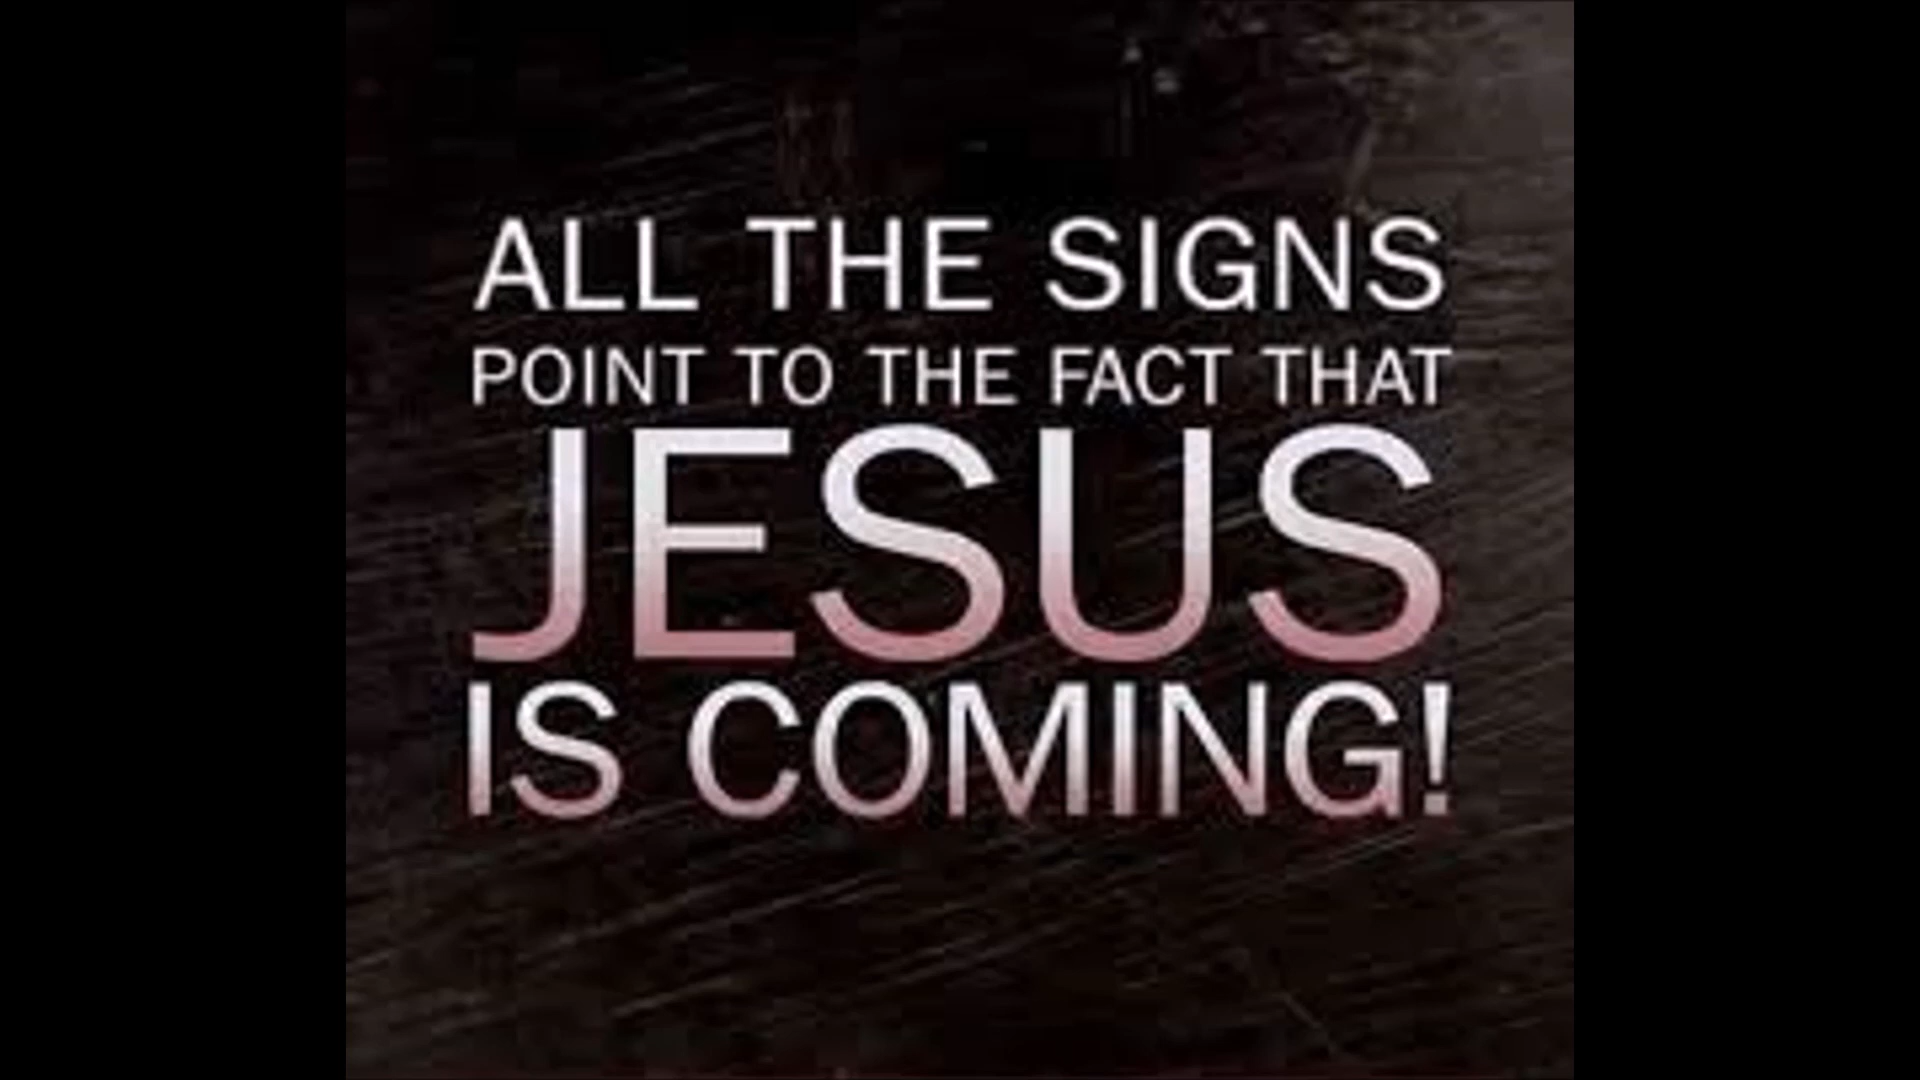 ALL THE SIGNS
POINT TO THE FACT THAT
JESUS
IS COMING!